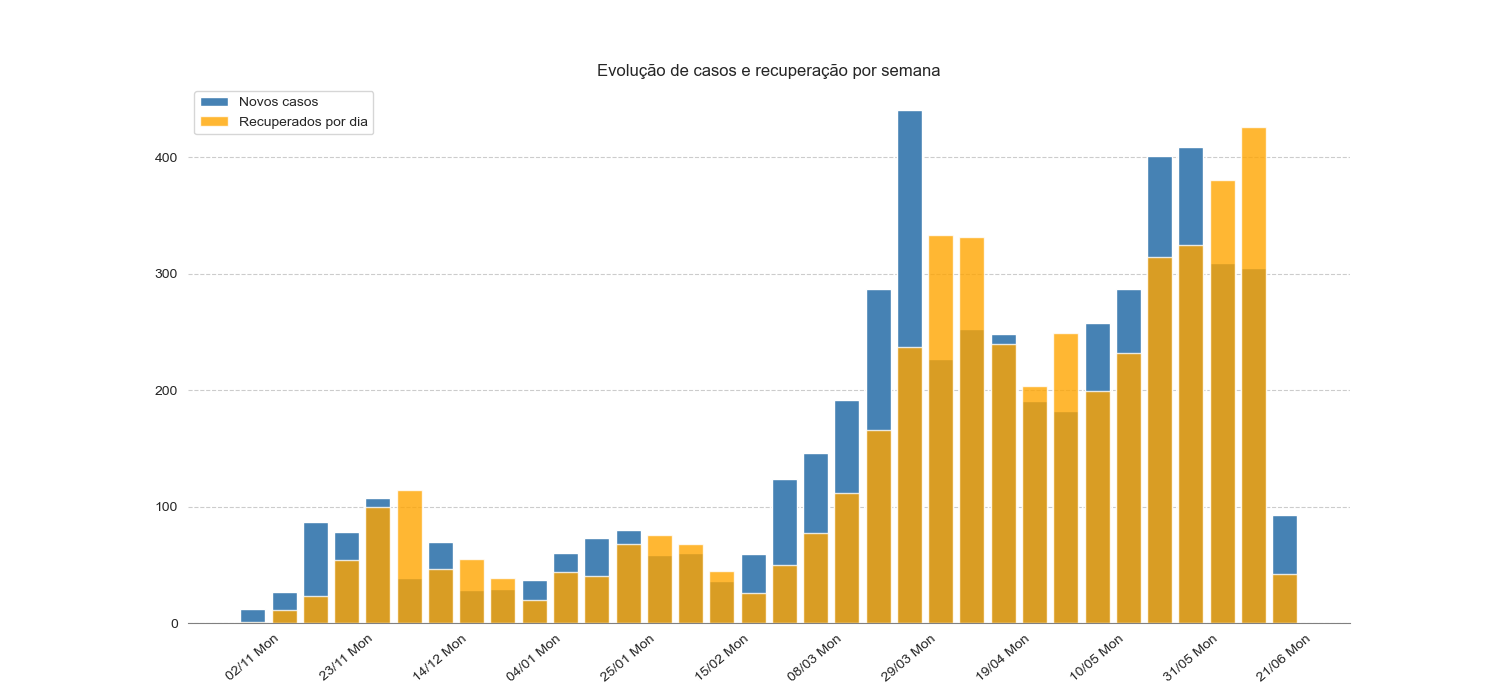 Evolução de casos e recuperação por semana
Novos casos
Recuperados por dia
400
300
200
100
0
02/11 Mon
23/11 Mon
14/12 Mon
04/01 Mon
25/01 Mon
15/02 Mon
08/03 Mon
29/03 Mon
19/04 Mon
10/05 Mon
31/05 Mon
21/06 Mon